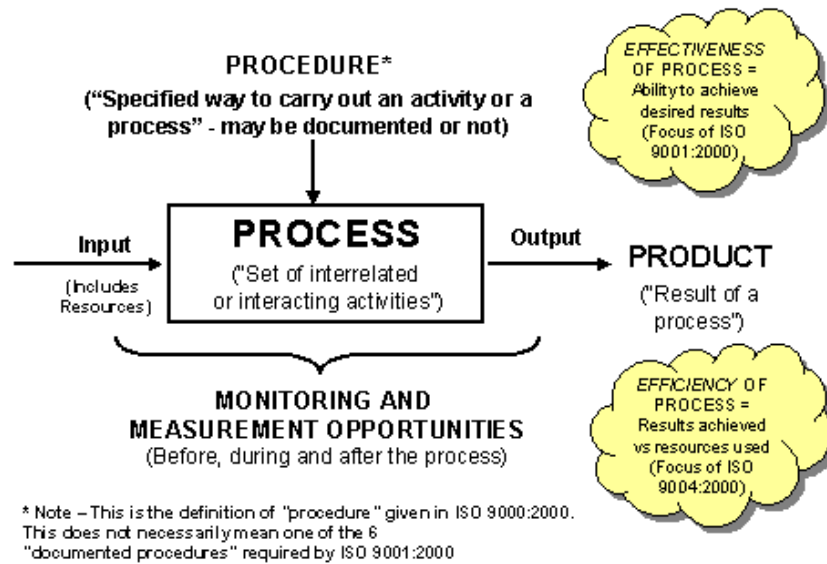 PROCEDURE*
("Specified way to carry out an activity or a
process" - may be documented or not)
EFFECTIVENESS
OF PROCESS =
Ability to achieve
desired results
(Focus of ISO
9001:2000)
Input
(Includes
Resources)
PROCESS
("Set of interrelated
or interacting activities")
Output
PRODUCT
("Result of a
process")
MONITORING AND
MEASUREMENT OPPORTUNITIES
(Before, during and after the process)
EFFICIENCY OF
PROCESS =
Results achieved
vs resources used
(Focus of ISO
9004:2000)
* Note – This is the definition of "procedure" given in ISO 9000:2000.
This does not necessarily mean one of the 6
"documented procedures" required by ISO 9001:2000